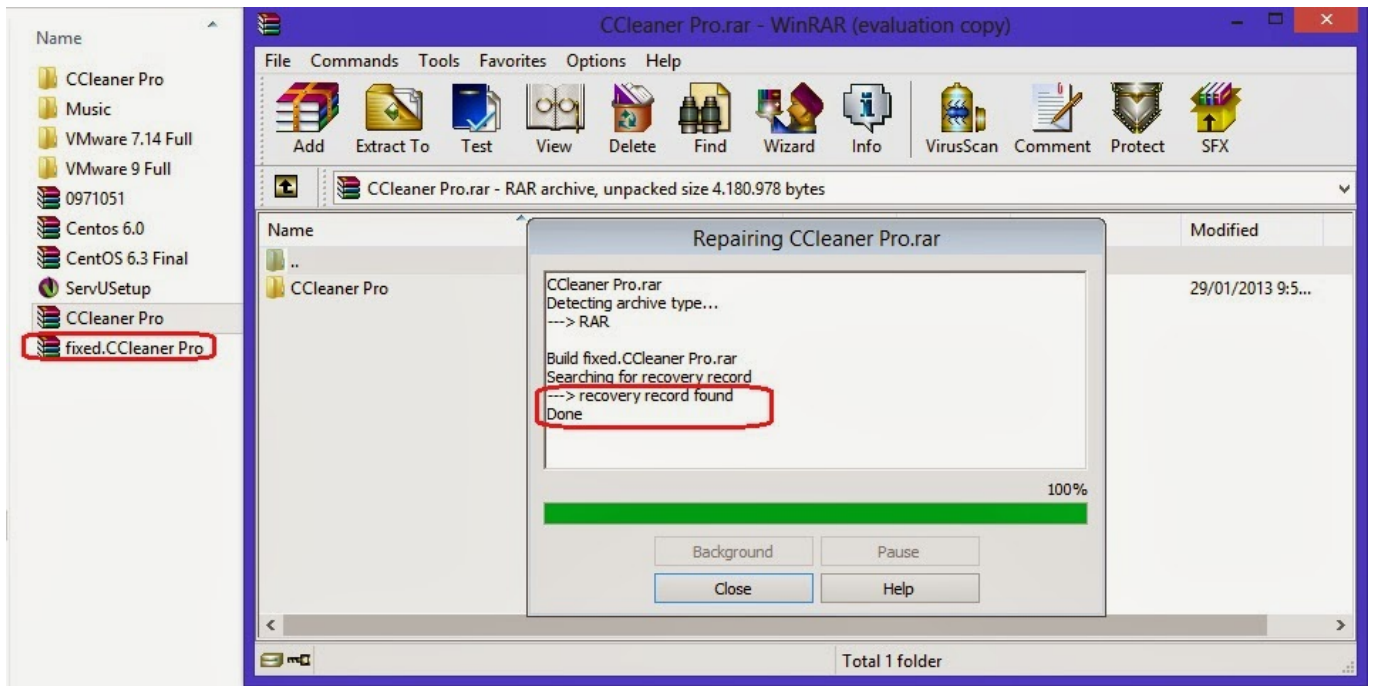 Name
CCleaner Pro
Music
VMware 7.14 Full
VMware 9 Full
0971051
Centos 6.0
CentOS 6.3 Final
ServUSetup
CCleaner Pro
fixed.CCleaner Pro
CCleaner Pro.rar - WinRAR (evaluation copy)
File Commands Tools Favorites Options Help
Add Extract To Test View Delete Find Wizard Info VirusScan Comment Protect SFX
CCleaner Pro.rar - RAR archive, unpacked size 4.180.978 bytes
Name Modified
..
CCleaner Pro 29/01/2013 9:5...
Repairing CCleaner Pro.rar
CCleaner Pro.rar
Detecting archive type...
---> RAR
Build fixed.CCleaner Pro.rar
Searching for recovery record
---> recovery record found
Done
100%
Background Pause
Close Help
Total 1 folder